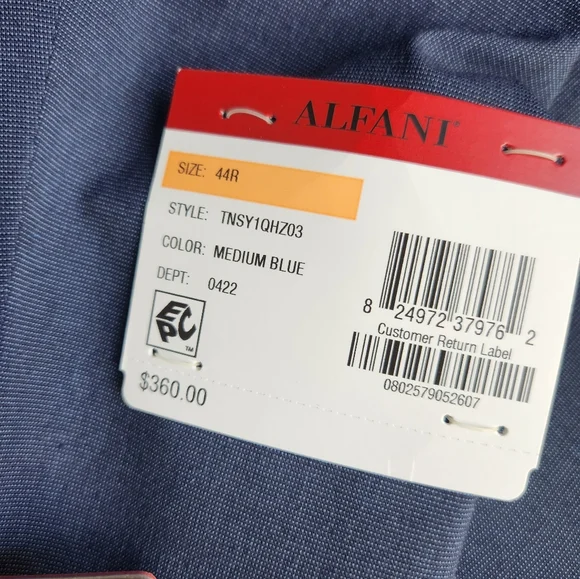 ALFANI
SIZE: 44R
STYLE: TNSY1QHZ03
COLOR: MEDIUM BLUE
DEPT: 0422
EPC
TM
$360.00
8 24972 37976 2
Customer Return Label
0802579052607